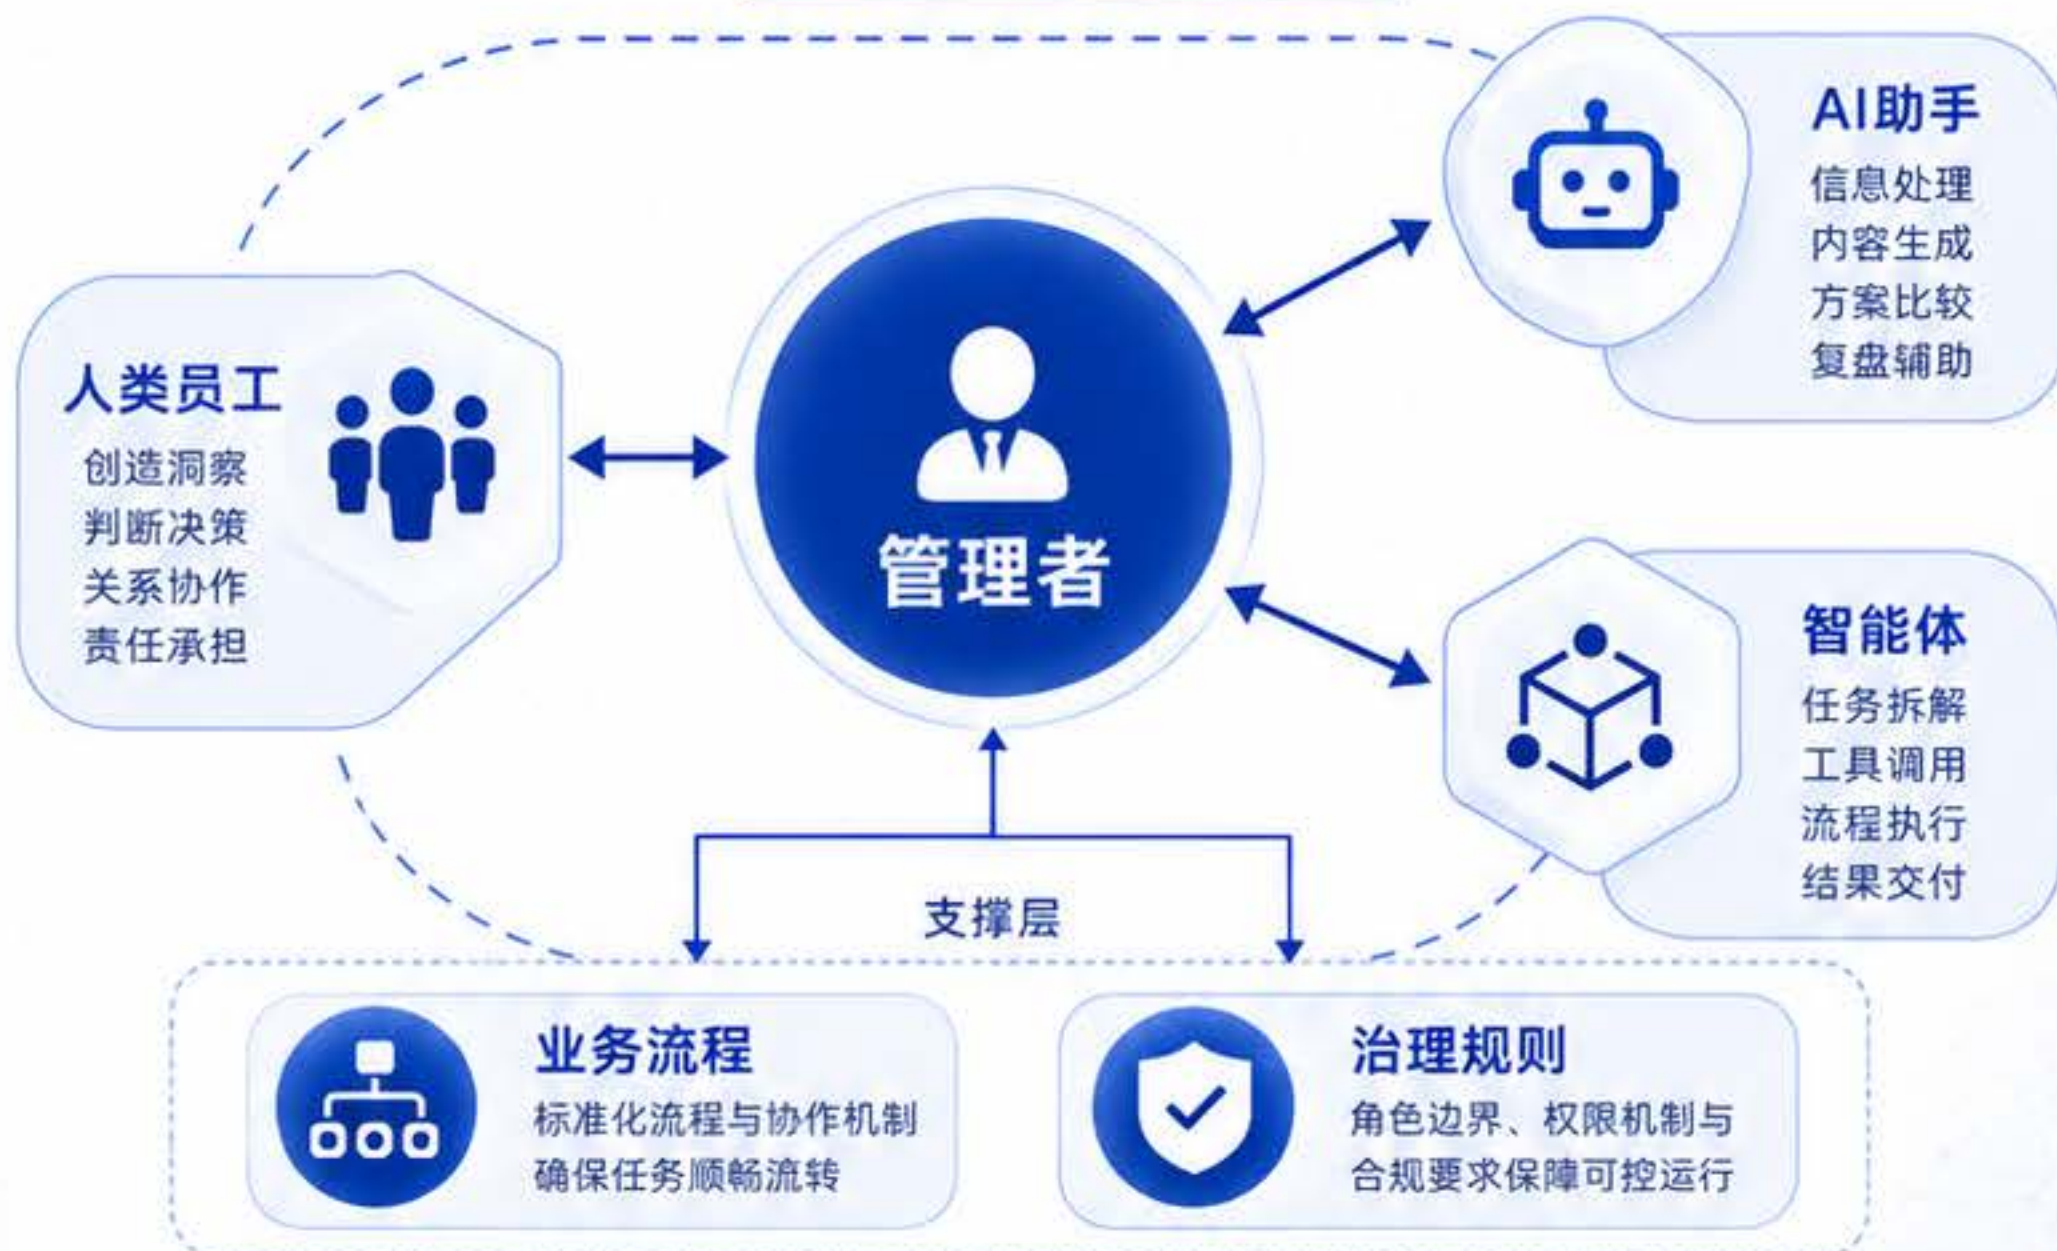 AI助手
信息处理
内容生成
方案比较
复盘辅助
人类员工
创造洞察
判断决策
关系协作
责任承担
管理者
智能体
任务拆解
工具调用
流程执行
结果交付
支撑层
业务流程
标准化流程与协作机制
确保任务顺畅流转
治理规则
角色边界、权限机制与
合规要求保障可控运行